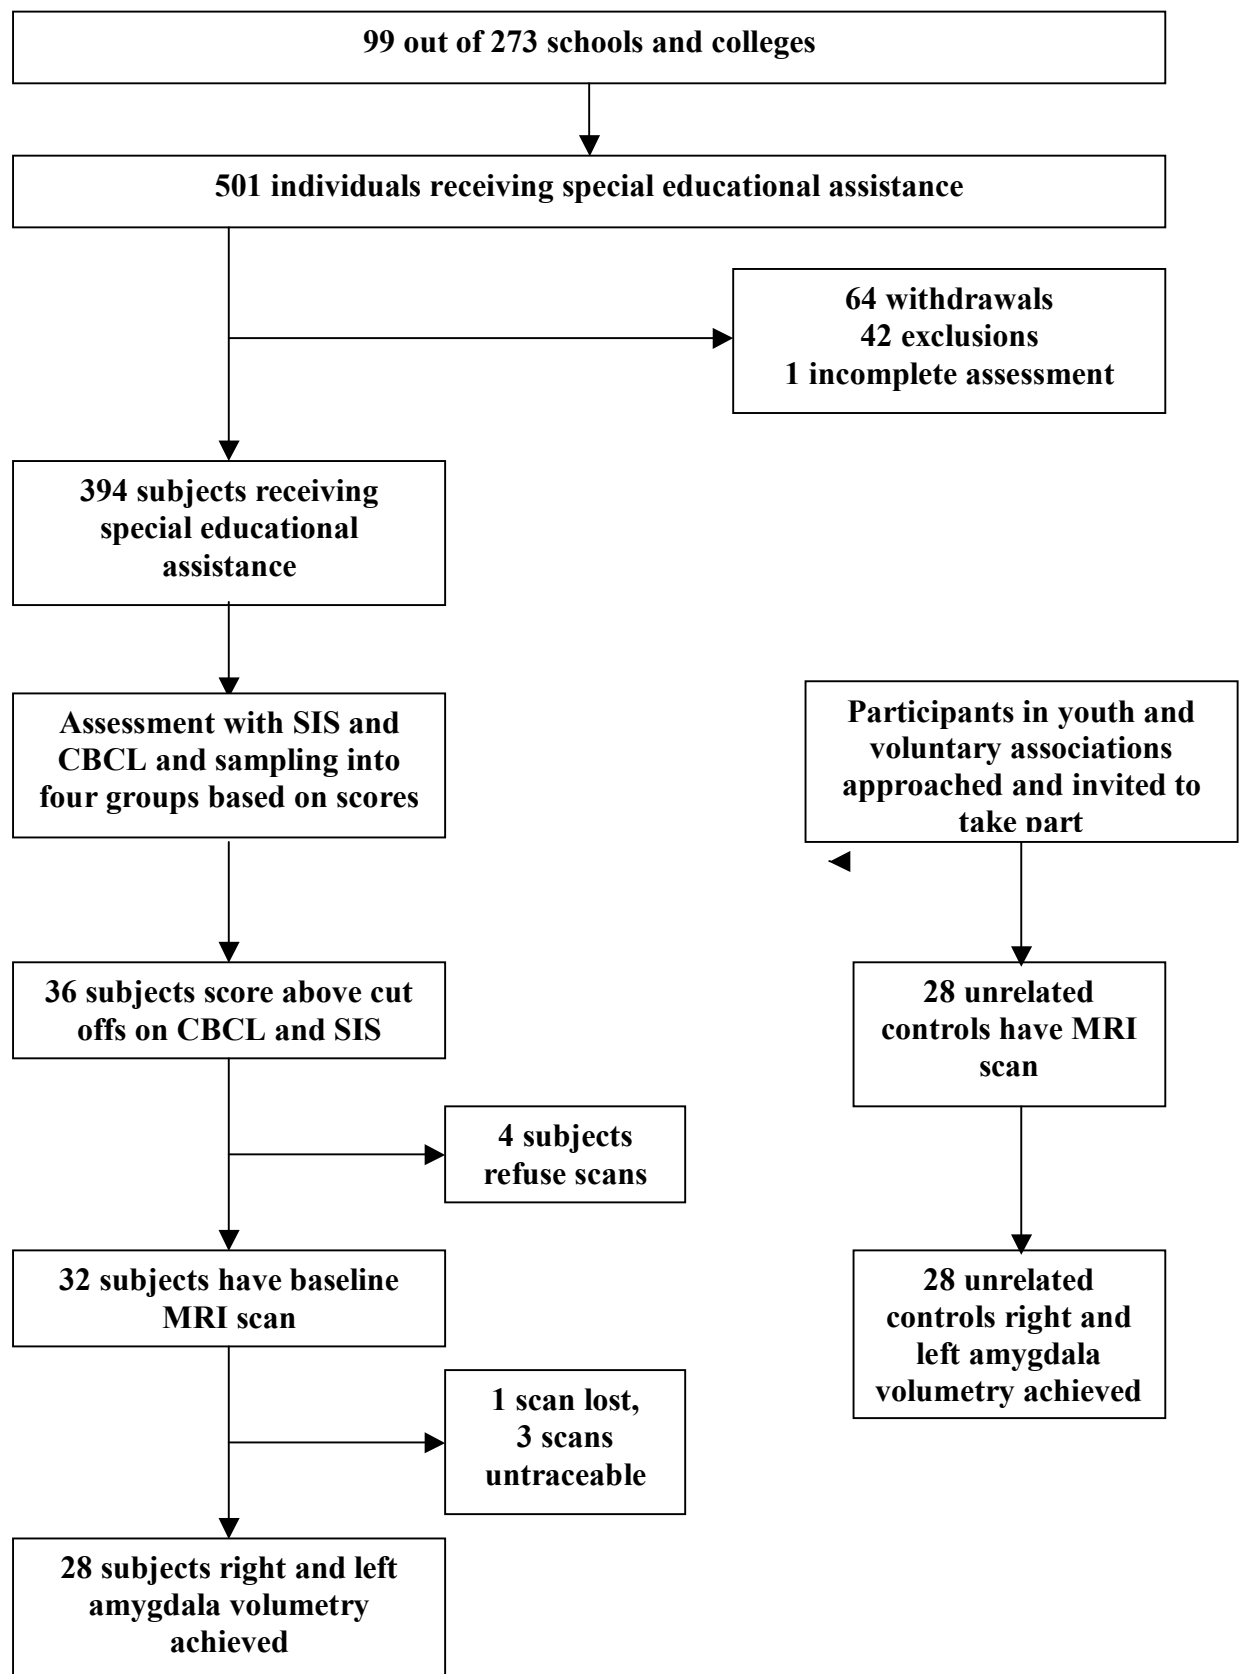 99 out of 273 schools and colleges
501 individuals receiving special educational assistance
64 withdrawals
42 exclusions
1 incomplete assessment
394 subjects receiving
special educational
assistance
Assessment with SIS and
CBCL and sampling into
four groups based on scores
Participants in youth and
voluntary associations
approached and invited to
take part
36 subjects score above cut
offs on CBCL and SIS
28 unrelated
controls have MRI
scan
4 subjects
refuse scans
32 subjects have baseline
MRI scan
28 unrelated
controls right and
left amygdala
volumetry achieved
1 scan lost,
3 scans
untraceable
28 subjects right and left
amygdala volumetry
achieved